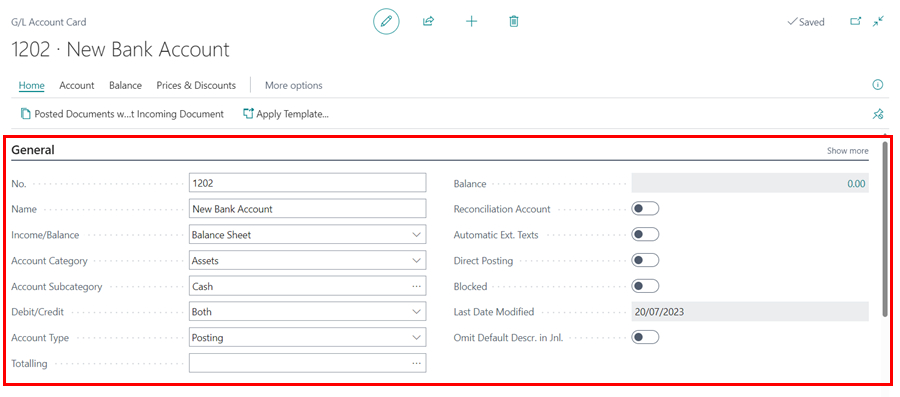 G/L Account Card
Saved
1202 · New Bank Account
Home Account Balance Prices & Discounts More options
Posted Documents w...t Incoming Document Apply Template...
General Show more
No. 1202
Name New Bank Account
Income/Balance Balance Sheet
Account Category Assets
Account Subcategory Cash
Debit/Credit Both
Account Type Posting
Totalling
Balance 0.00
Reconciliation Account
Automatic Ext. Texts
Direct Posting
Blocked
Last Date Modified 20/07/2023
Omit Default Descr. in Jnl.